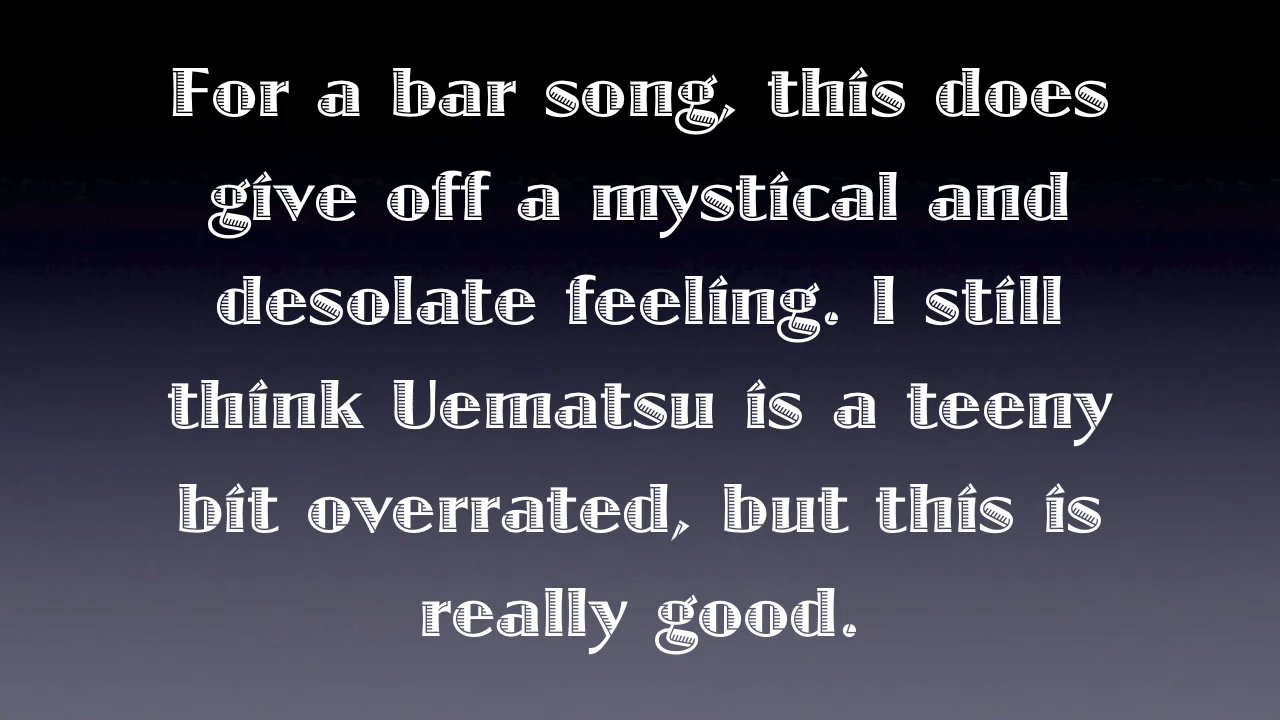 For a bar song, this does
give off a mystical and
desolate feeling. I still
think Uematsu is a teeny
bit overrated, but this is
really good.